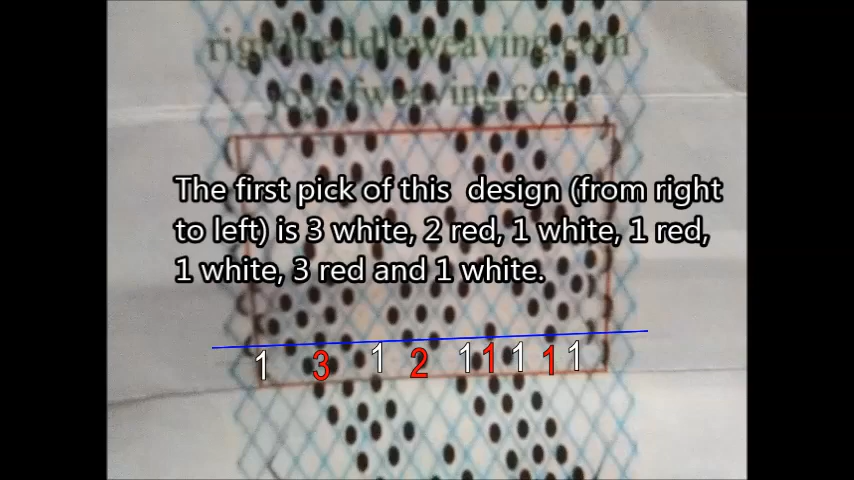 rigidheddleweaving.com
joyofweaving.com
The first pick of this design (from right
to left) is 3 white, 2 red, 1 white, 1 red,
1 white, 3 red and 1 white.
1 3 1 2 1 1 1 1 1